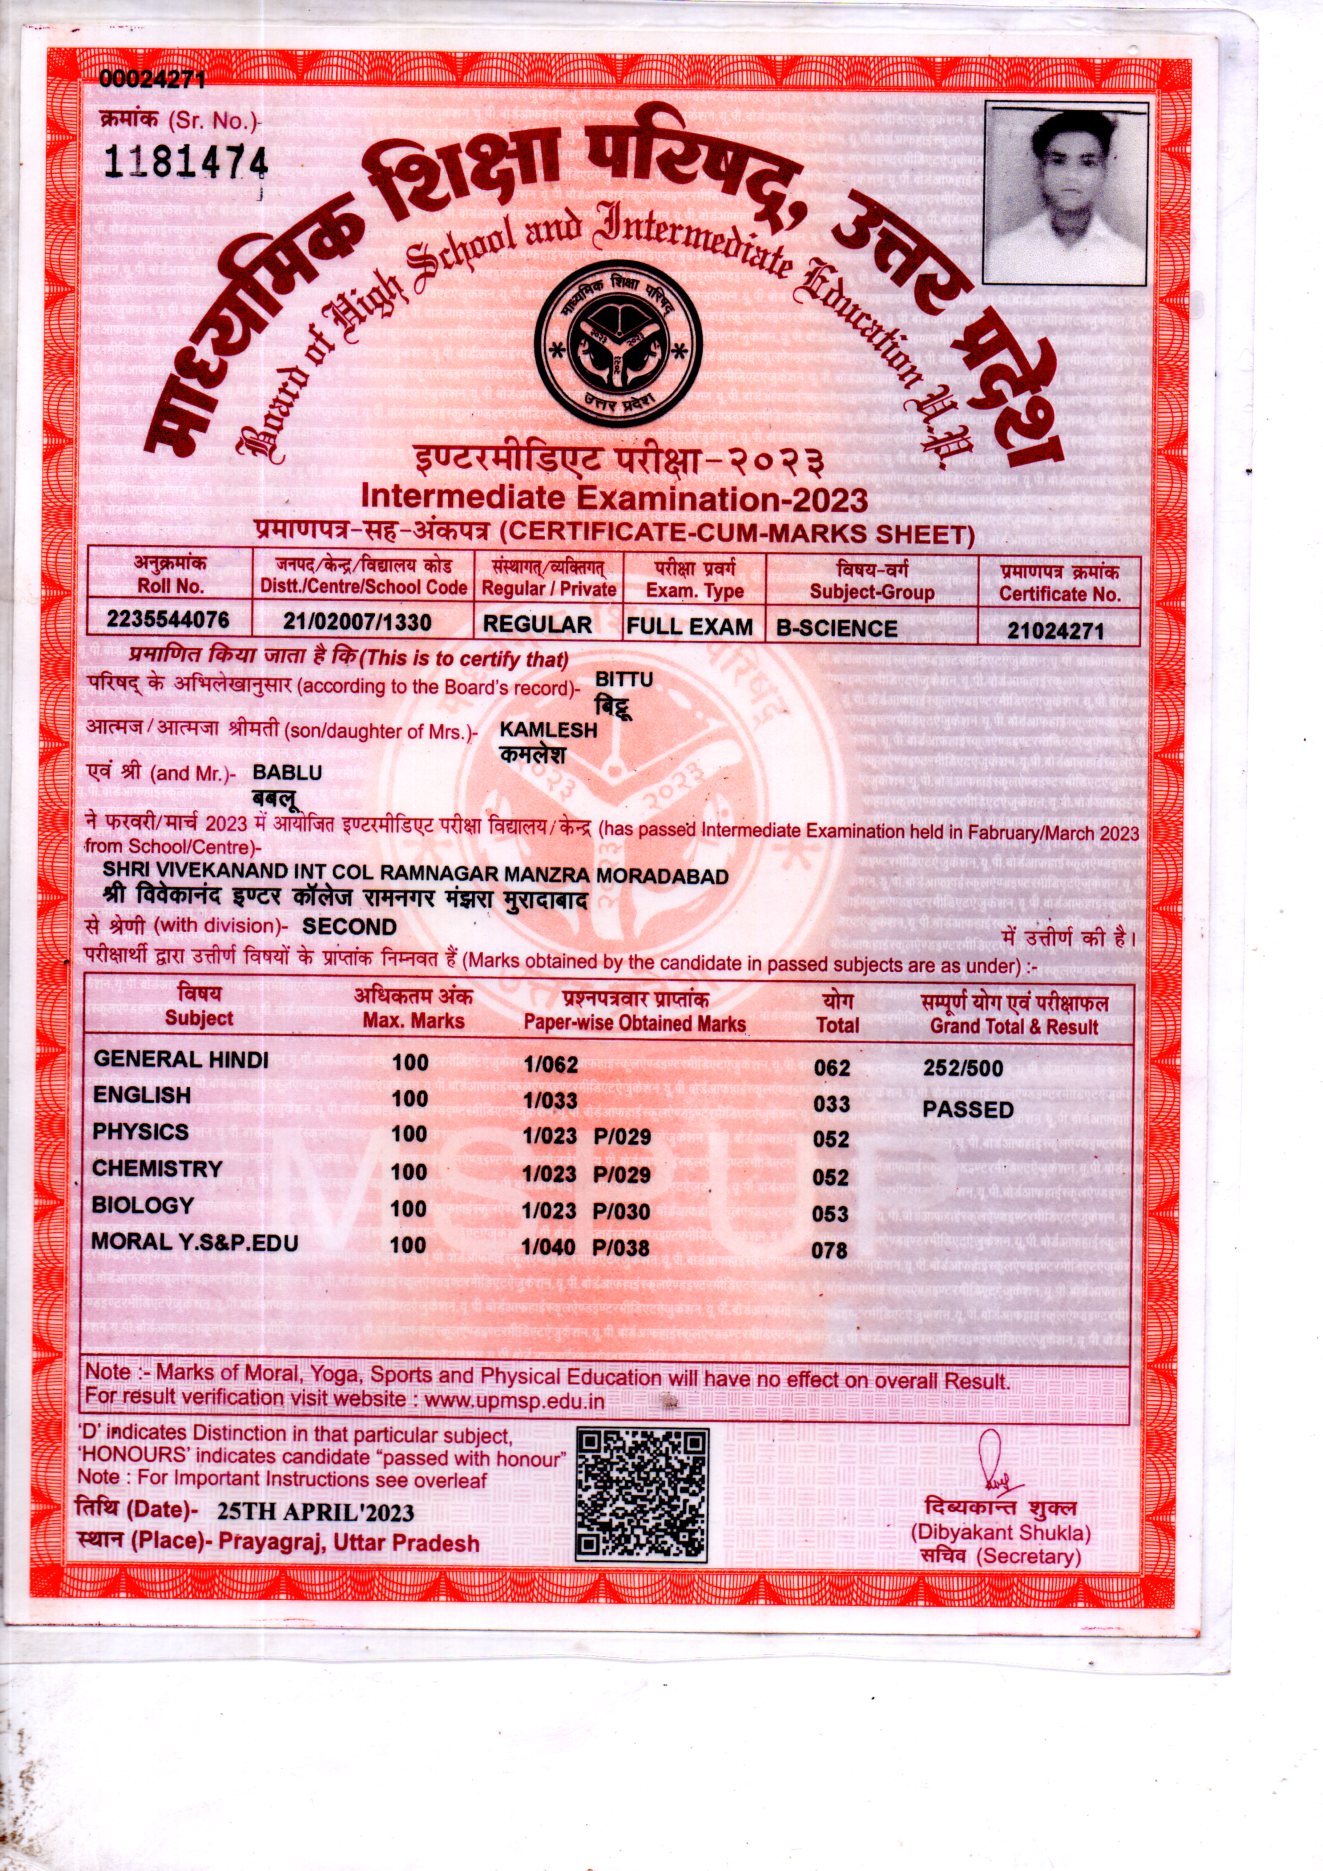 00024271
क्रमांक (Sr. No.)-
1181474
माध्यमिक शिक्षा परिषद्, उत्तर प्रदेश
Board of High School and Intermediate Education U.P.
माध्यमिक शिक्षा परिषद
उत्तर प्रदेश
इण्टरमीडिएट परीक्षा-२०२३
Intermediate Examination-2023
प्रमाणपत्र-सह-अंकपत्र (CERTIFICATE-CUM-MARKS SHEET)
अनुक्रमांक जनपद/केन्द्र/विद्यालय कोड संस्थागत्/व्यक्तिगत् परीक्षा प्रवर्ग विषय-वर्ग प्रमाणपत्र क्रमांक
Roll No. Distt./Centre/School Code Regular / Private Exam. Type Subject-Group Certificate No.
2235544076 21/02007/1330 REGULAR FULL EXAM B-SCIENCE 21024271
प्रमाणित किया जाता है कि (This is to certify that)
परिषद् के अभिलेखानुसार (according to the Board's record)- BITTU
बिट्टू
आत्मज/आत्मजा श्रीमती (son/daughter of Mrs.)- KAMLESH
कमलेश
एवं श्री (and Mr.)- BABLU
बबलू
ने फरवरी/मार्च 2023 में आयोजित इण्टरमीडिएट परीक्षा विद्यालय/केन्द्र (has passed Intermediate Examination held in Fabruary/March 2023
from School/Centre)-
SHRI VIVEKANAND INT COL RAMNAGAR MANZRA MORADABAD
श्री विवेकानंद इण्टर कॉलेज रामनगर मंझरा मुरादाबाद
से श्रेणी (with division)- SECOND में उत्तीर्ण की है।
परीक्षार्थी द्वारा उत्तीर्ण विषयों के प्राप्तांक निम्नवत हैं (Marks obtained by the candidate in passed subjects are as under) :-
विषय अधिकतम अंक प्रश्नपत्रवार प्राप्तांक योग सम्पूर्ण योग एवं परीक्षाफल
Subject Max. Marks Paper-wise Obtained Marks Total Grand Total & Result
GENERAL HINDI 100 1/062 062 252/500
ENGLISH 100 1/033 033 PASSED
PHYSICS 100 1/023 P/029 052
CHEMISTRY 100 1/023 P/029 052
BIOLOGY 100 1/023 P/030 053
MORAL Y.S&P.EDU 100 1/040 P/038 078
MSPUP
Note :- Marks of Moral, Yoga, Sports and Physical Education will have no effect on overall Result.
For result verification visit website : www.upmsp.edu.in
'D' indicates Distinction in that particular subject,
'HONOURS' indicates candidate "passed with honour"
Note : For Important Instructions see overleaf
तिथि (Date)- 25TH APRIL'2023
स्थान (Place)- Prayagraj, Uttar Pradesh
दिब्यकान्त शुक्ल
(Dibyakant Shukla)
सचिव (Secretary)